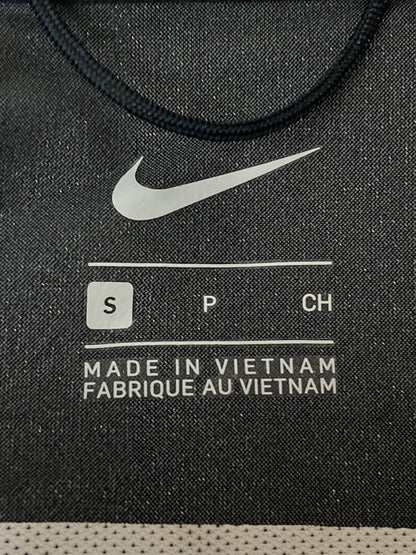 S P CH
MADE IN VIETNAM
FABRIQUE AU VIETNAM